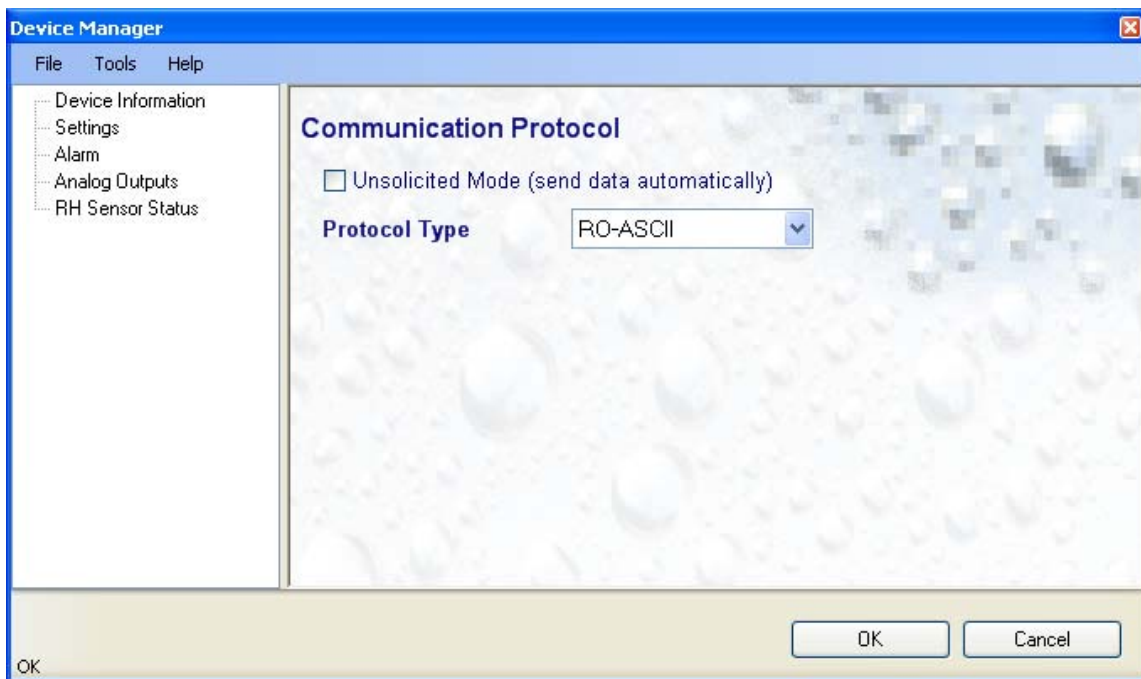 Device Manager
File Tools Help
Device Information
Settings
Alarm
Analog Outputs
RH Sensor Status
Communication Protocol
Unsolicited Mode (send data automatically)
Protocol Type RO-ASCII
OK Cancel
OK